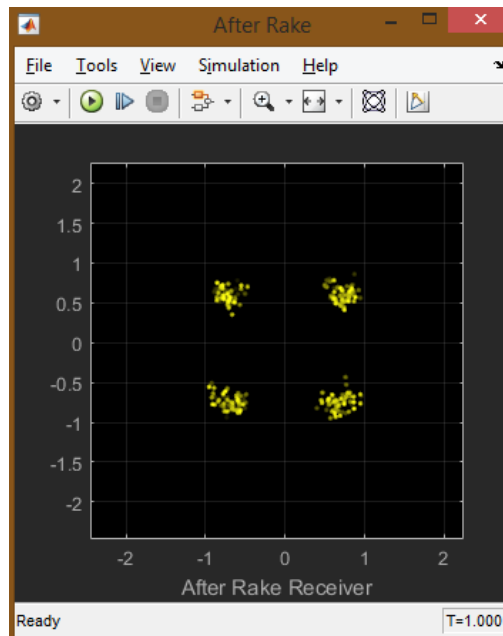 After Rake
File Tools View Simulation Help
2
1.5
1
0.5
0
-0.5
-1
-1.5
-2
-2 -1 0 1 2
After Rake Receiver
Ready T=1.000